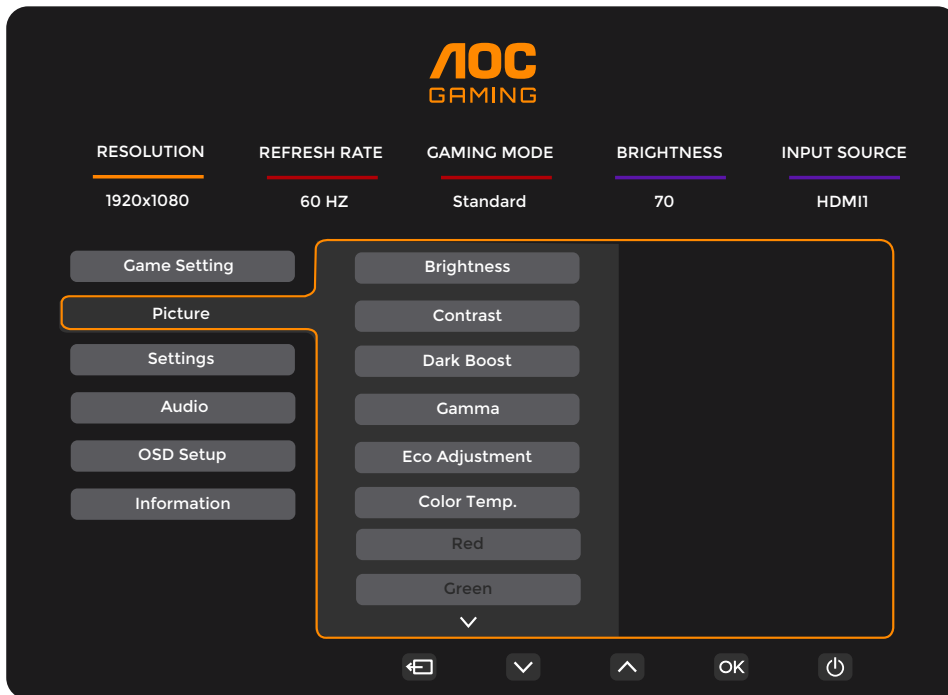 AOC
GAMING
RESOLUTION REFRESH RATE GAMING MODE BRIGHTNESS INPUT SOURCE
1920x1080 60 HZ Standard 70 HDMI1
Game Setting
Picture
Settings
Audio
OSD Setup
Information
Brightness
Contrast
Dark Boost
Gamma
Eco Adjustment
Color Temp.
Red
Green
OK